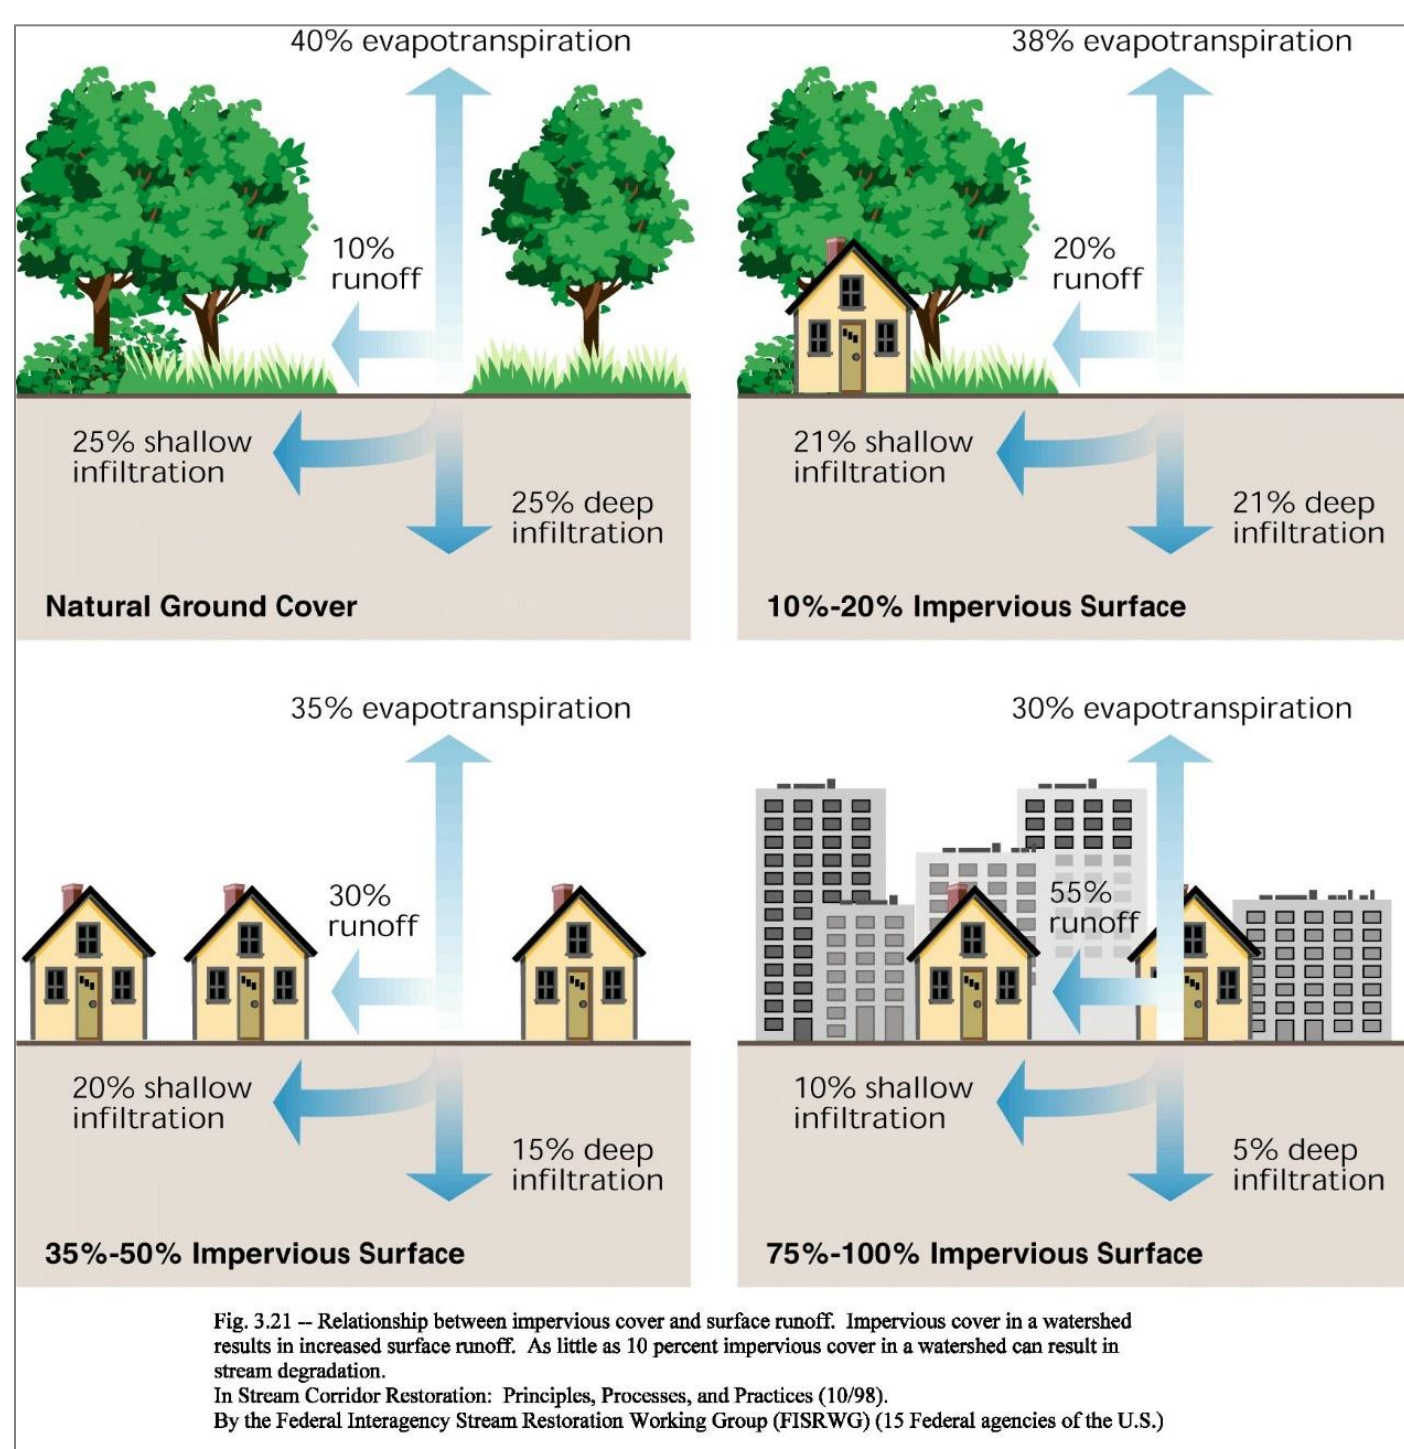 40% evapotranspiration
10%
runoff
25% shallow
infiltration
25% deep
infiltration
Natural Ground Cover
38% evapotranspiration
20%
runoff
21% shallow
infiltration
21% deep
infiltration
10%-20% Impervious Surface
35% evapotranspiration
30%
runoff
20% shallow
infiltration
15% deep
infiltration
35%-50% Impervious Surface
30% evapotranspiration
55%
runoff
10% shallow
infiltration
5% deep
infiltration
75%-100% Impervious Surface
Fig. 3.21 -- Relationship between impervious cover and surface runoff. Impervious cover in a watershed
results in increased surface runoff. As little as 10 percent impervious cover in a watershed can result in
stream degradation.
In Stream Corridor Restoration: Principles, Processes, and Practices (10/98).
By the Federal Interagency Stream Restoration Working Group (FISRWG) (15 Federal agencies of the U.S.)